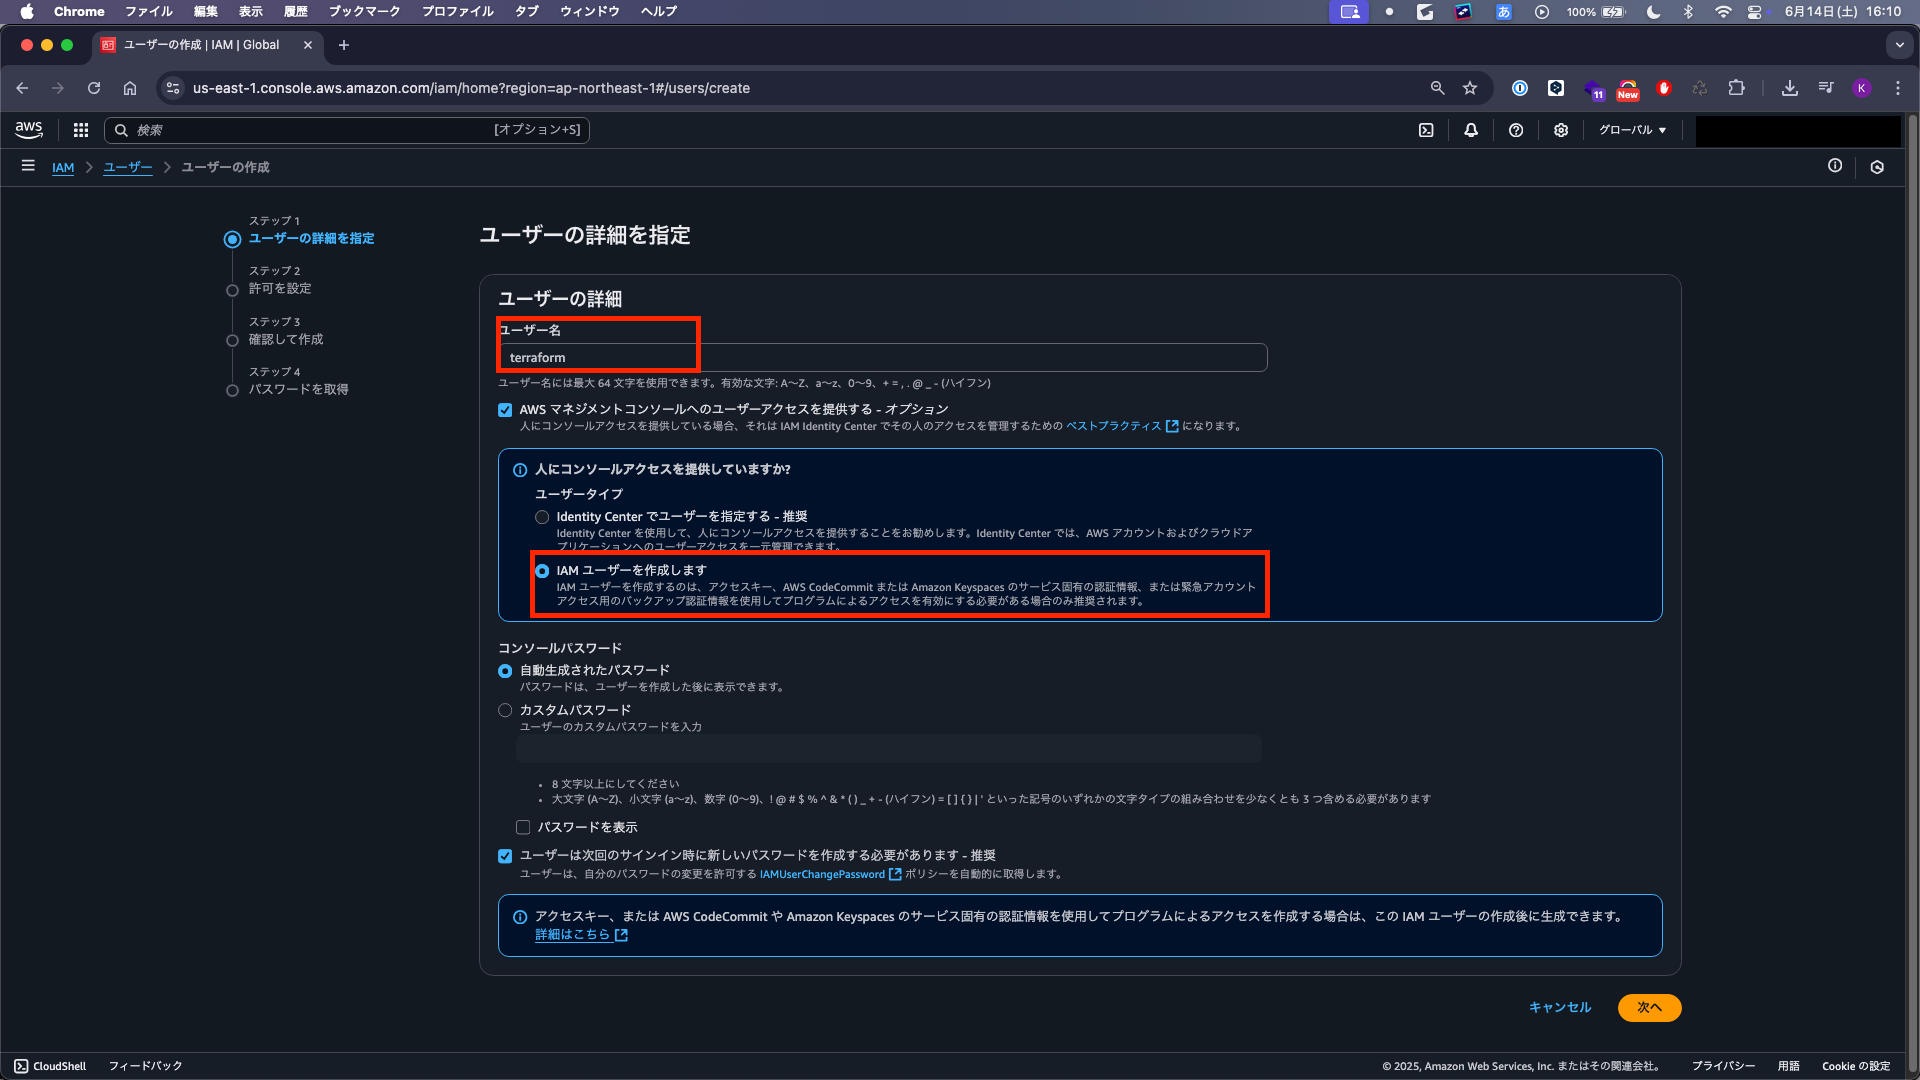 Chrome ファイル 編集 表示 履歴 ブックマーク プロファイル タブ ウィンドウ ヘルプ
あ 100% 6月14日(土) 16:10
ユーザーの作成 | IAM | Global
us-east-1.console.aws.amazon.com/iam/home?region=ap-northeast-1#/users/create
11 New K
aws 検索 [オプション+S] グローバル
IAM ユーザー ユーザーの作成
ステップ 1
ユーザーの詳細を指定
ステップ 2
許可を設定
ステップ 3
確認して作成
ステップ 4
パスワードを取得
ユーザーの詳細を指定
ユーザーの詳細
ユーザー名
terraform
ユーザー名には最大 64 文字を使用できます。有効な文字: A～Z、a～z、0～9、+ = , . @ _ - (ハイフン)
AWS マネジメントコンソールへのユーザーアクセスを提供する - オプション
人にコンソールアクセスを提供している場合、それは IAM Identity Center でその人のアクセスを管理するための ベストプラクティス になります。
人にコンソールアクセスを提供していますか?
ユーザータイプ
Identity Center でユーザーを指定する - 推奨
Identity Center を使用して、人にコンソールアクセスを提供することをお勧めします。Identity Center では、AWS アカウントおよびクラウドア
プリケーションへのユーザーアクセスを一元管理できます。
IAM ユーザーを作成します
IAM ユーザーを作成するのは、アクセスキー、AWS CodeCommit または Amazon Keyspaces のサービス固有の認証情報、または緊急アカウント
アクセス用のバックアップ認証情報を使用してプログラムによるアクセスを有効にする必要がある場合のみ推奨されます。
コンソールパスワード
自動生成されたパスワード
パスワードは、ユーザーを作成した後に表示できます。
カスタムパスワード
ユーザーのカスタムパスワードを入力
• 8 文字以上にしてください
• 大文字 (A～Z)、小文字 (a～z)、数字 (0～9)、! @ # $ % ^ & * ( ) _ + - (ハイフン) = [ ] { } | ' といった記号のいずれかの文字タイプの組み合わせを少なくとも 3 つ含める必要があります
パスワードを表示
ユーザーは次回のサインイン時に新しいパスワードを作成する必要があります - 推奨
ユーザーは、自分のパスワードの変更を許可する IAMUserChangePassword ポリシーを自動的に取得します。
アクセスキー、または AWS CodeCommit や Amazon Keyspaces のサービス固有の認証情報を使用してプログラムによるアクセスを作成する場合は、この IAM ユーザーの作成後に生成できます。
詳細はこちら
キャンセル 次へ
CloudShell フィードバック © 2025, Amazon Web Services, Inc. またはその関連会社。 プライバシー 用語 Cookie の設定